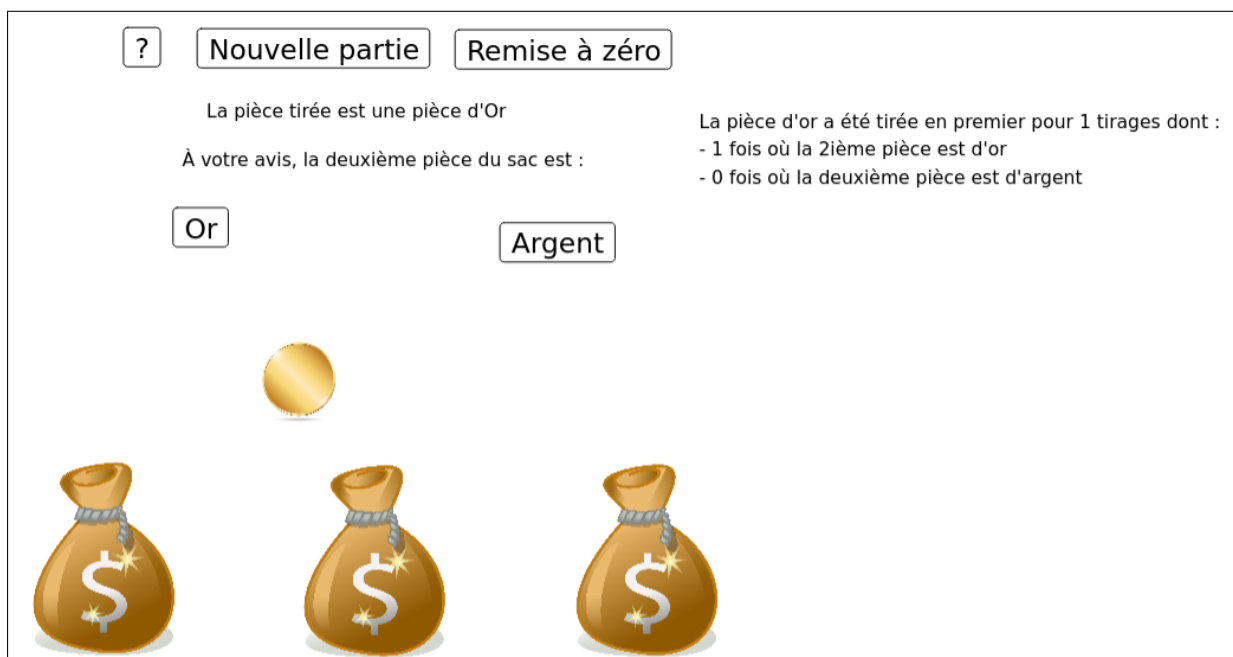 ?
Nouvelle partie
Remise à zéro
La pièce tirée est une pièce d'Or
À votre avis, la deuxième pièce du sac est :
La pièce d'or a été tirée en premier pour 1 tirages dont :
- 1 fois où la 2ième pièce est d'or
- 0 fois où la deuxième pièce est d'argent
Or
Argent
$
$
$